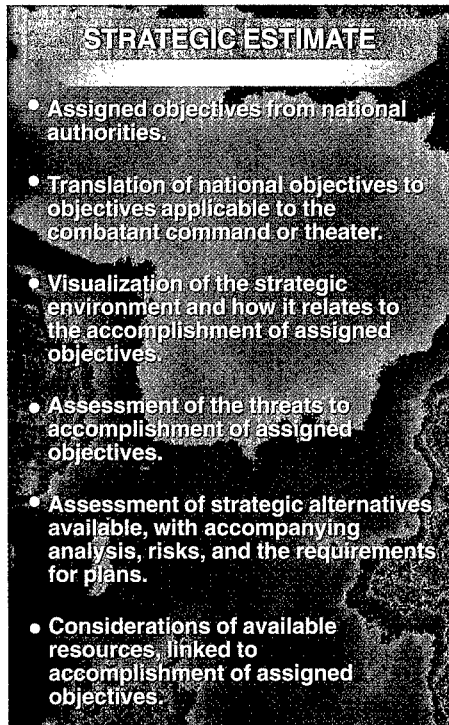 STRATEGIC ESTIMATE
• Assigned objectives from national
authorities.
• Translation of national objectives to
objectives applicable to the
combatant command or theater.
• Visualization of the strategic
environment and how it relates to
the accomplishment of assigned
objectives.
• Assessment of the threats to
accomplishment of assigned
objectives.
• Assessment of strategic alternatives
available, with accompanying
analysis, risks, and the requirements
for plans.
• Considerations of available
resources, linked to
accomplishment of assigned
objectives.